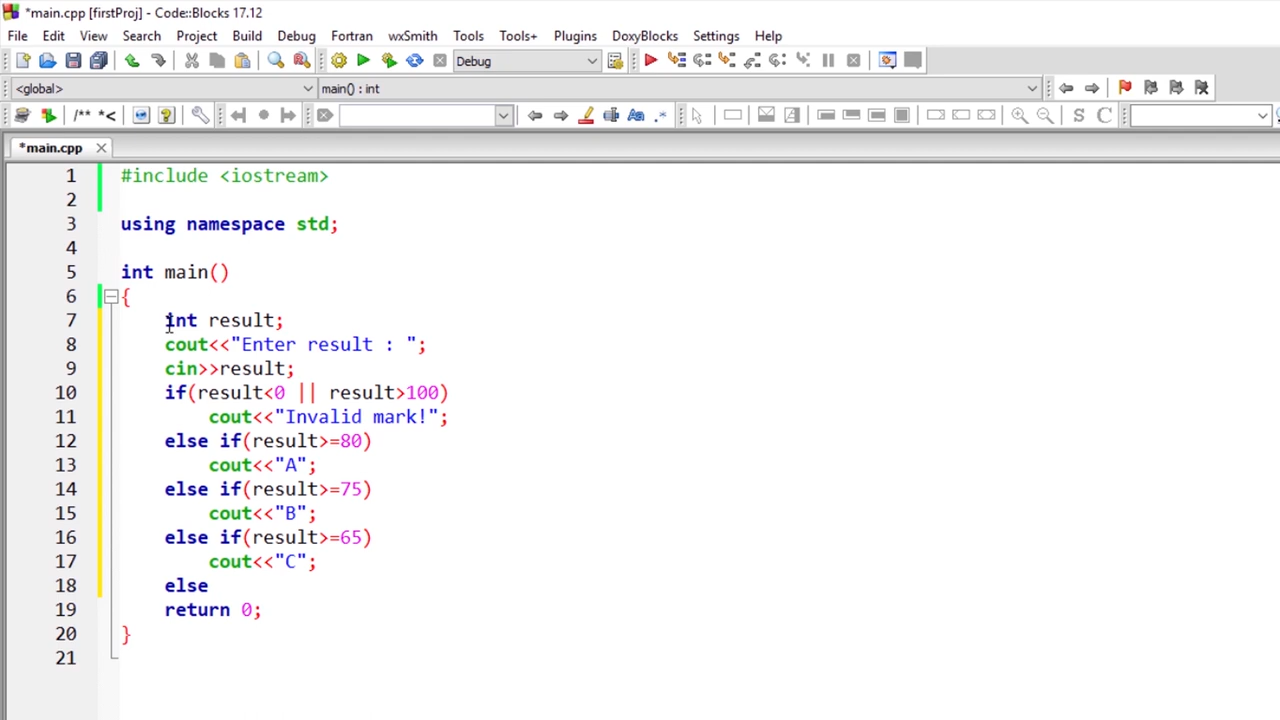 *main.cpp [firstProj] - Code::Blocks 17.12
File Edit View Search Project Build Debug Fortran wxSmith Tools Tools+ Plugins DoxyBlocks Settings Help
Debug
<global> main() : int
/** *< Aa .* S C
*main.cpp
1 #include <iostream>
2
3 using namespace std;
4
5 int main()
6 {
7 int result;
8 cout<<"Enter result : ";
9 cin>>result;
10 if(result<0 || result>100)
11 cout<<"Invalid mark!";
12 else if(result>=80)
13 cout<<"A";
14 else if(result>=75)
15 cout<<"B";
16 else if(result>=65)
17 cout<<"C";
18 else
19 return 0;
20 }
21